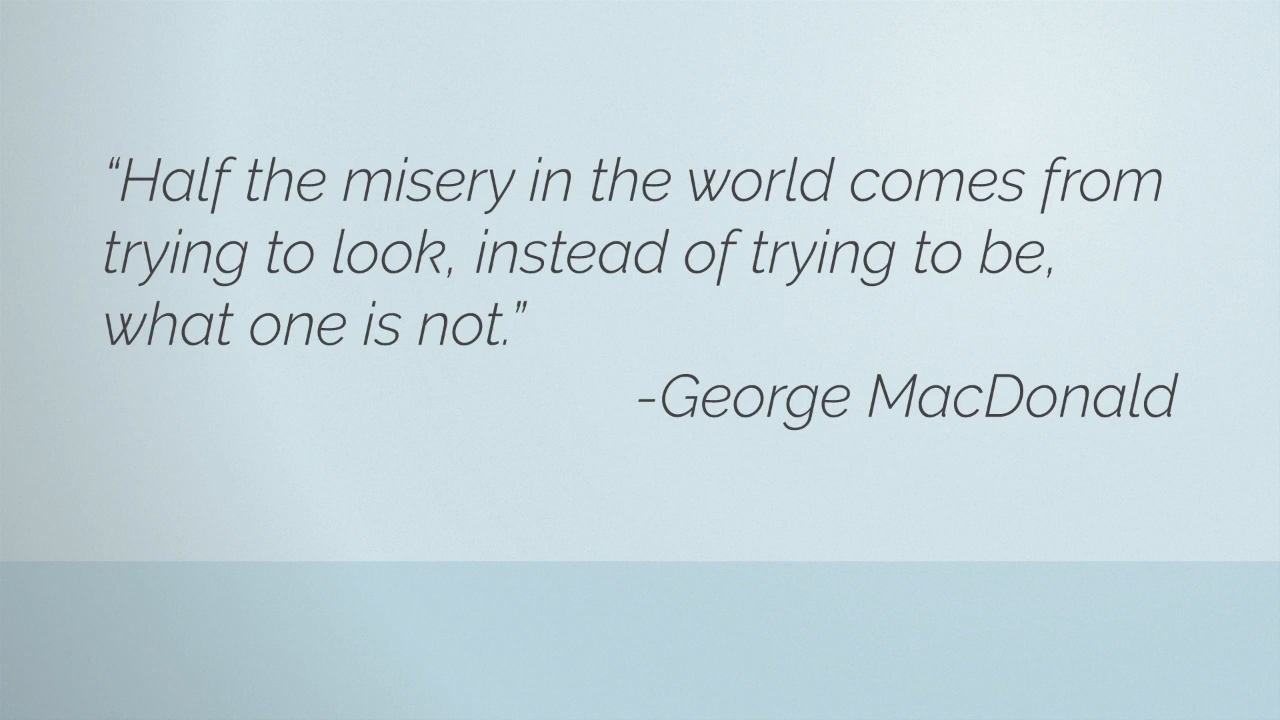 “Half the misery in the world comes from
trying to look, instead of trying to be,
what one is not.”
-George MacDonald